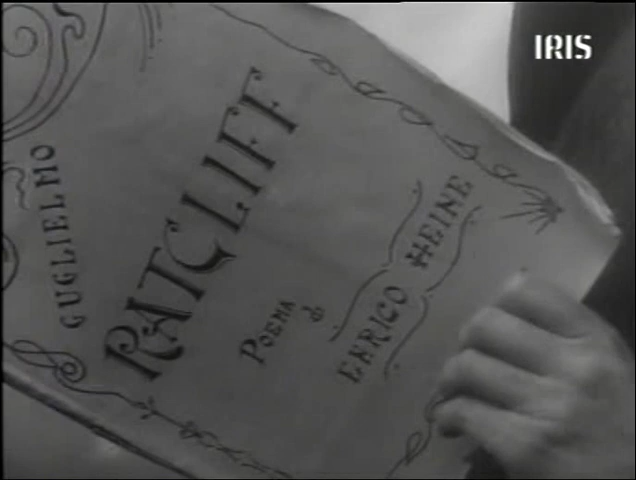 IRIS
GUGLIELMO
RATCLIFF
POEMA
di
ENRICO HEINE